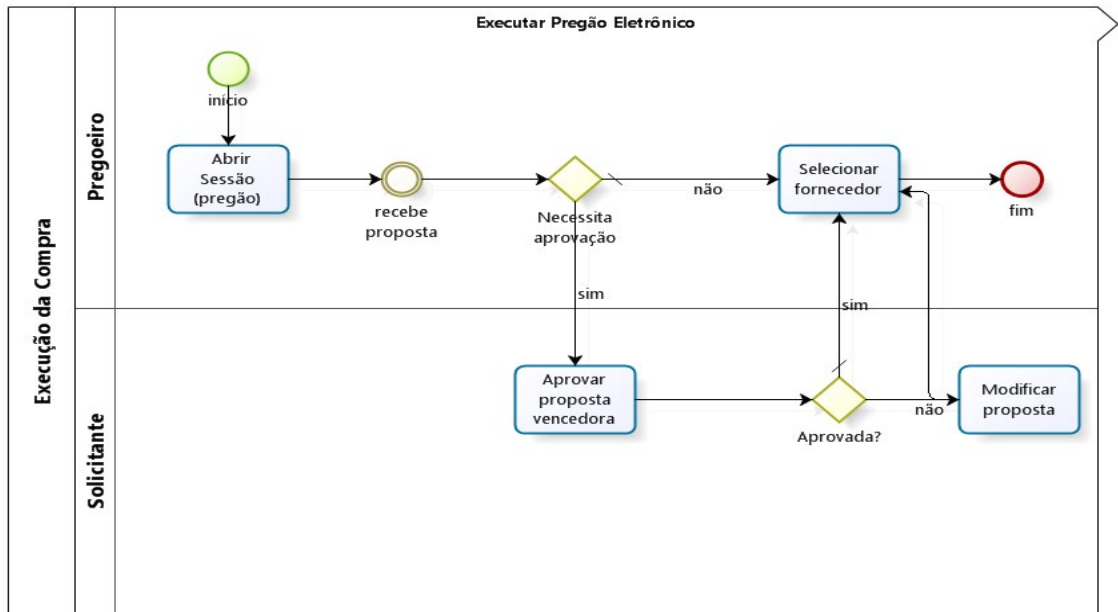 Executar Pregão Eletrônico
Execução da Compra
Pregoeiro
início
Abrir
Sessão
(pregão)
recebe
proposta
Necessita
aprovação
não
sim
Selecionar
fornecedor
fim
Solicitante
Aprovar
proposta
vencedora
Aprovada?
sim
não
Modificar
proposta